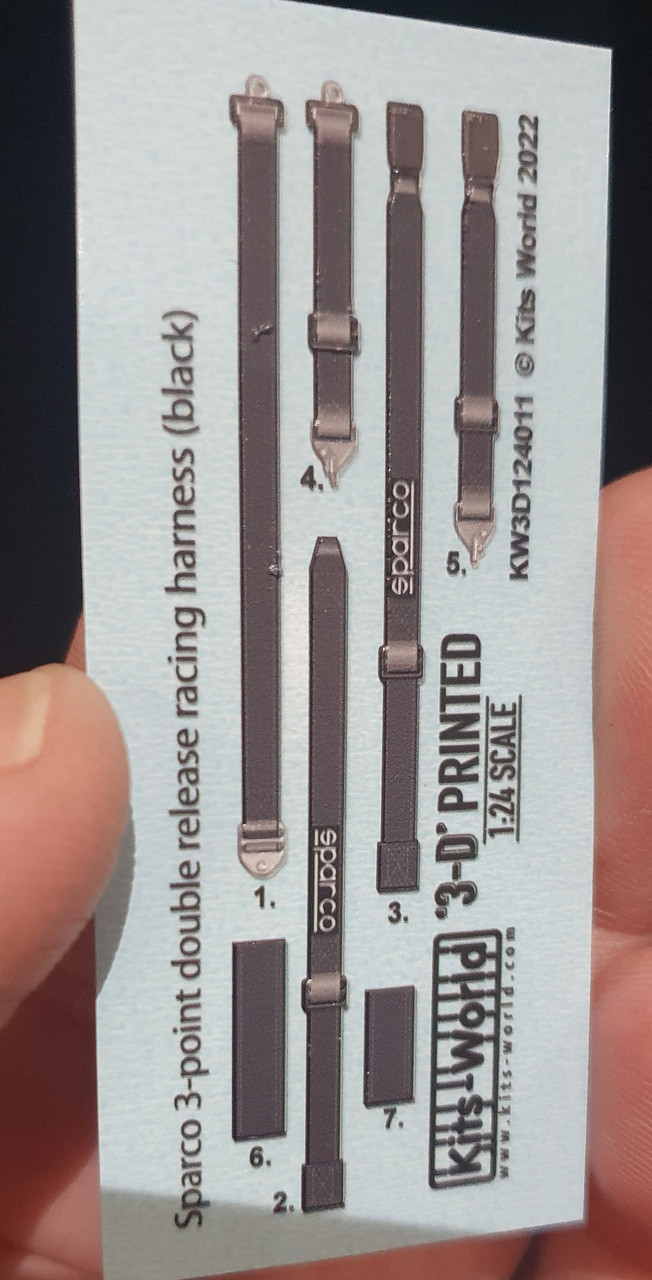 Sparco 3-point double release racing harness (black)
1.
6.
4.
sparco
2.
sparco
3.
7.
5.
'3-D' PRINTED
1:24 SCALE
Kits-World
www.kits-world.com
KW3D124011 © Kits World 2022